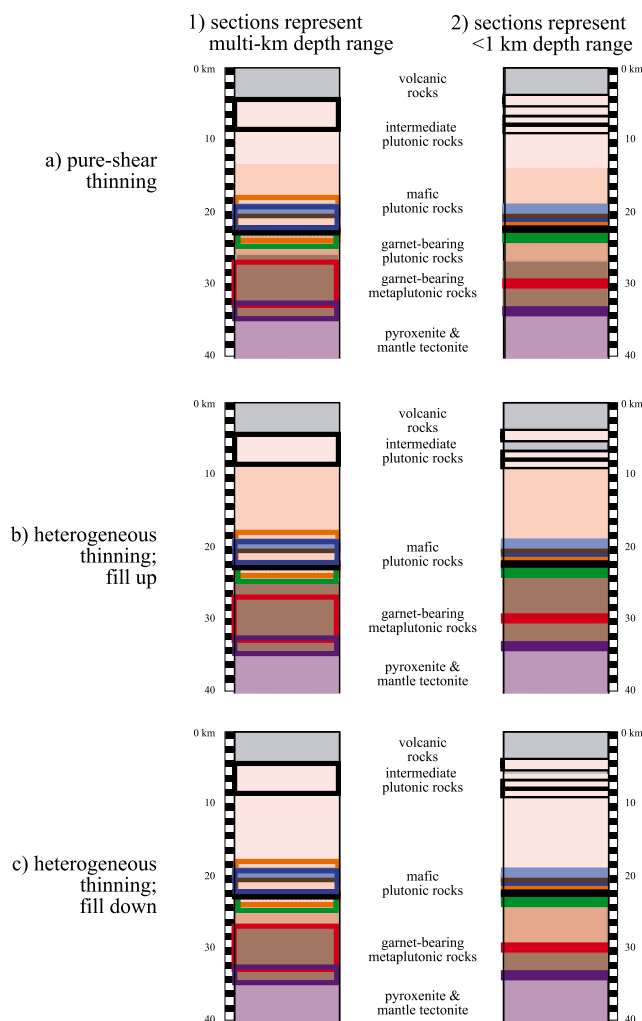 1) sections represent
multi-km depth range
2) sections represent
<1 km depth range
a) pure-shear
thinning
0 km
10
20
30
40
volcanic
rocks
intermediate
plutonic rocks
mafic
plutonic rocks
garnet-bearing
plutonic rocks
garnet-bearing
metaplutonic rocks
pyroxenite &
mantle tectonite
0 km
10
20
30
40
b) heterogeneous
thinning;
fill up
0 km
10
20
30
40
volcanic
rocks
intermediate
plutonic rocks
mafic
plutonic rocks
garnet-bearing
metaplutonic rocks
pyroxenite &
mantle tectonite
0 km
10
20
30
40
c) heterogeneous
thinning;
fill down
0 km
10
20
30
40
volcanic
rocks
intermediate
plutonic rocks
mafic
plutonic rocks
garnet-bearing
metaplutonic rocks
pyroxenite &
mantle tectonite
0 km
10
20
30
40